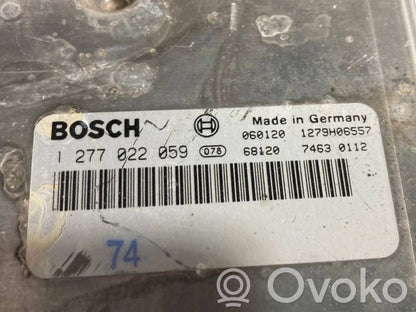 BOSCH
Made in Germany
060120 1279H06557
1 277 022 059 078 68120 7463 0112
74
Ovoko